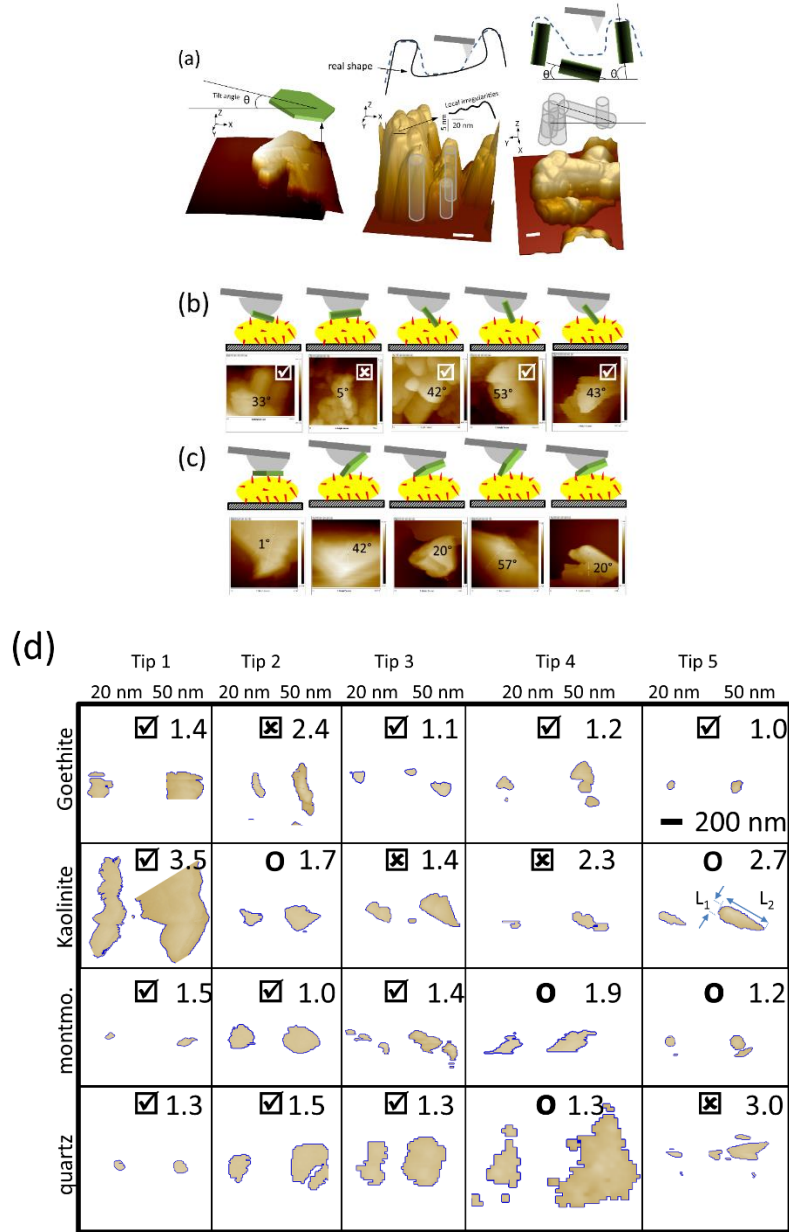 (a)
real shape
Tilt angle
θ
Z
X
Y
Z
X
Y
Local irregularities
5 nm
20 nm
θ
θ
Z
Y
X
(b)
33°
5°
42°
53°
43°
(c)
1°
42°
20°
57°
20°
(d)
Tip 1 Tip 2 Tip 3 Tip 4 Tip 5
20 nm 50 nm 20 nm 50 nm 20 nm 50 nm 20 nm 50 nm 20 nm 50 nm
Goethite
☑ 1.4 ☒ 2.4 ☑ 1.1 ☑ 1.2 ☑ 1.0
200 nm
Kaolinite
☑ 3.5 O 1.7 ☒ 1.4 ☒ 2.3 O 2.7
L₁ L₂
montmo.
☑ 1.5 ☑ 1.0 ☑ 1.4 O 1.9 O 1.2
quartz
☑ 1.3 ☑ 1.5 ☑ 1.3 O 1.3 ☒ 3.0